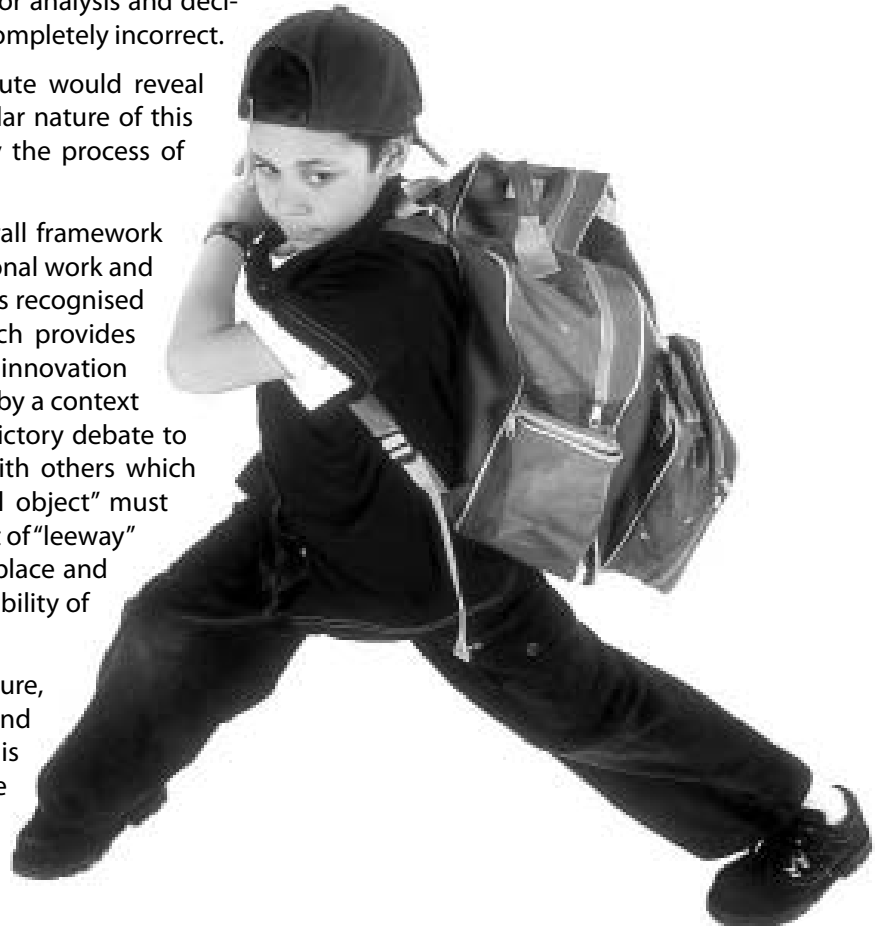 or analysis and deci-
ompletely incorrect.
ute would reveal
lar nature of this
the process of
rall framework
onal work and
s recognised
ch provides
innovation
by a context
ictory debate to
ith others which
l object” must
t of “leeway”
place and
bility of
ure,
nd
is
e